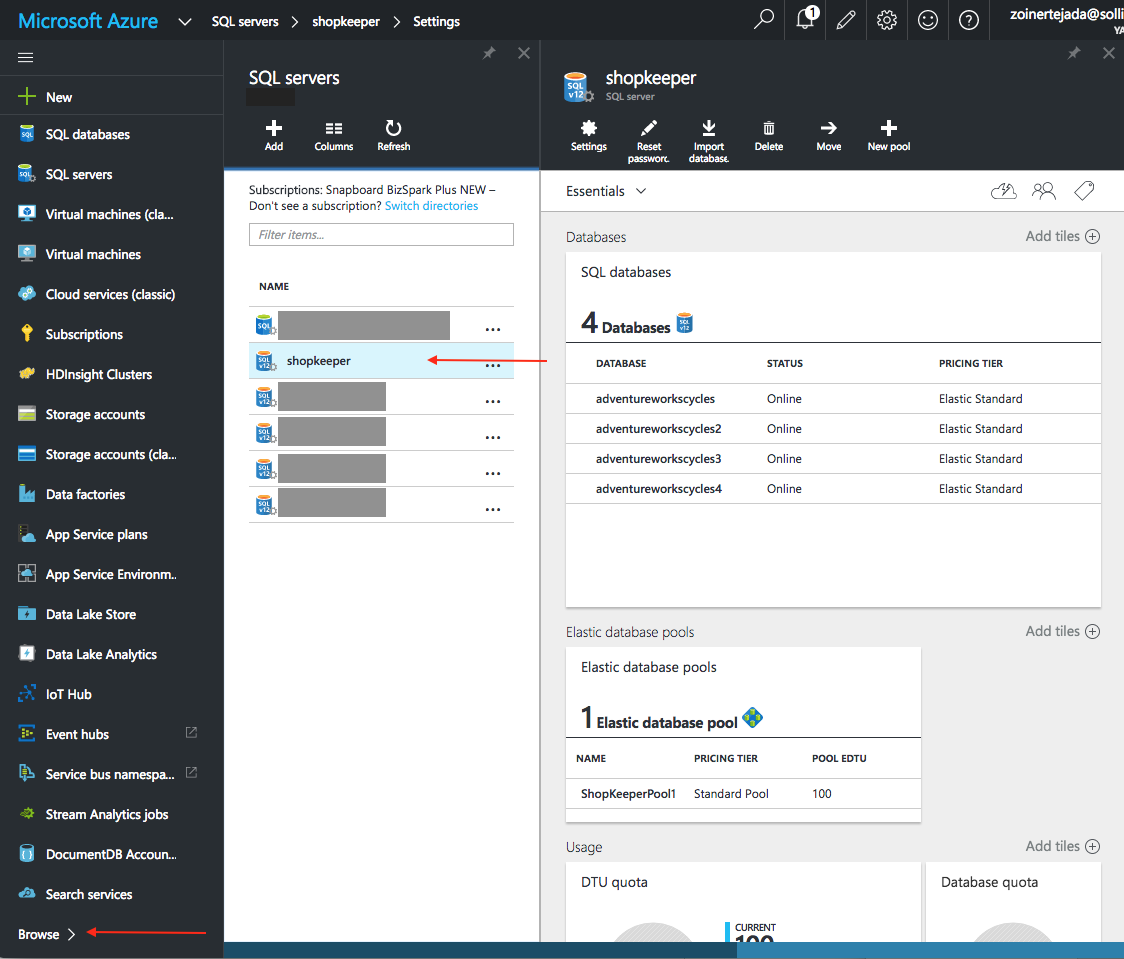 Microsoft Azure SQL servers shopkeeper Settings 1 zoinertejada@solli
YA
New
SQL databases
SQL servers
Virtual machines (cla...
Virtual machines
Cloud services (classic)
Subscriptions
HDInsight Clusters
Storage accounts
Storage accounts (cla...
Data factories
App Service plans
App Service Environm..
Data Lake Store
Data Lake Analytics
IoT Hub
Event hubs
Service bus namespa...
Stream Analytics jobs
DocumentDB Accoun...
Search services
Browse
SQL servers
Add Columns Refresh
Subscriptions: Snapboard BizSpark Plus NEW –
Don't see a subscription? Switch directories
Filter items...
NAME
...
shopkeeper ...
...
...
...
...
SQL
v12
shopkeeper
SQL server
Settings Reset Import Delete Move New pool
passworc database
Essentials
Databases Add tiles
SQL databases
4 Databases
DATABASE STATUS PRICING TIER
adventureworkscycles Online Elastic Standard
adventureworkscycles2 Online Elastic Standard
adventureworkscycles3 Online Elastic Standard
adventureworkscycles4 Online Elastic Standard
Elastic database pools Add tiles
Elastic database pools
1 Elastic database pool
NAME PRICING TIER POOL EDTU
ShopKeeperPool1 Standard Pool 100
Usage Add tiles
DTU quota Database quota
CURRENT
100